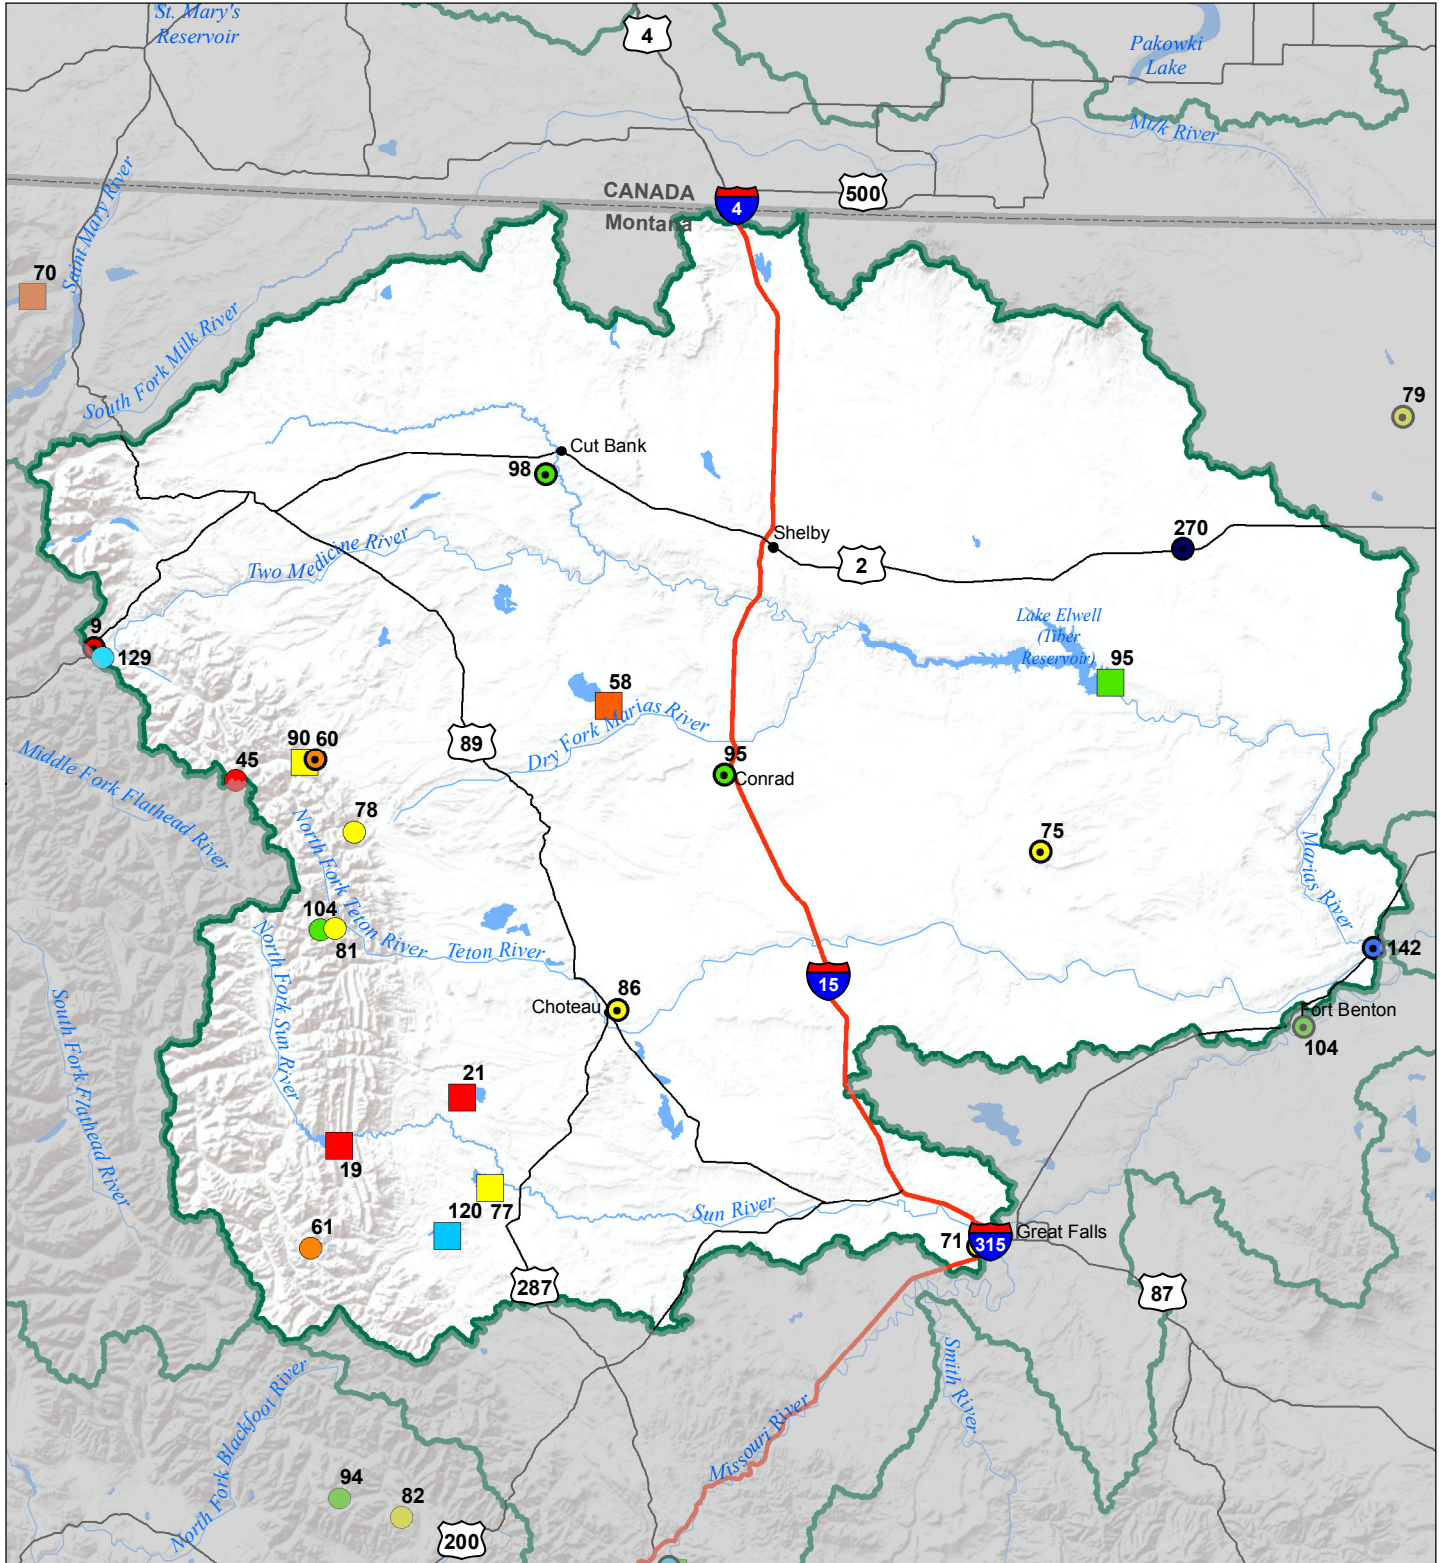 St. Mary's
Reservoir
4
Pakowki
Lake
Milk River
CANADA
Montana
4
500
Saint Mary River
70
South Fork Milk River
79
Cut Bank
98
Shelby
270
2
Two Medicine River
Lake Elwell
(Tiber
Reservoir)
95
9
129
58
Dry Fork Marias River
89
90
60
45
95
Conrad
Middle Fork Flathead River
78
75
North Fork Teton River
Marias River
104
81
Teton River
142
North Fork Sun River
15
86
Choteau
Fort Benton
104
South Fork Flathead River
21
19
77
120
Sun River
61
71
315
Great Falls
287
87
Smith River
North Fork Blackfoot River
Missouri River
94
82
200